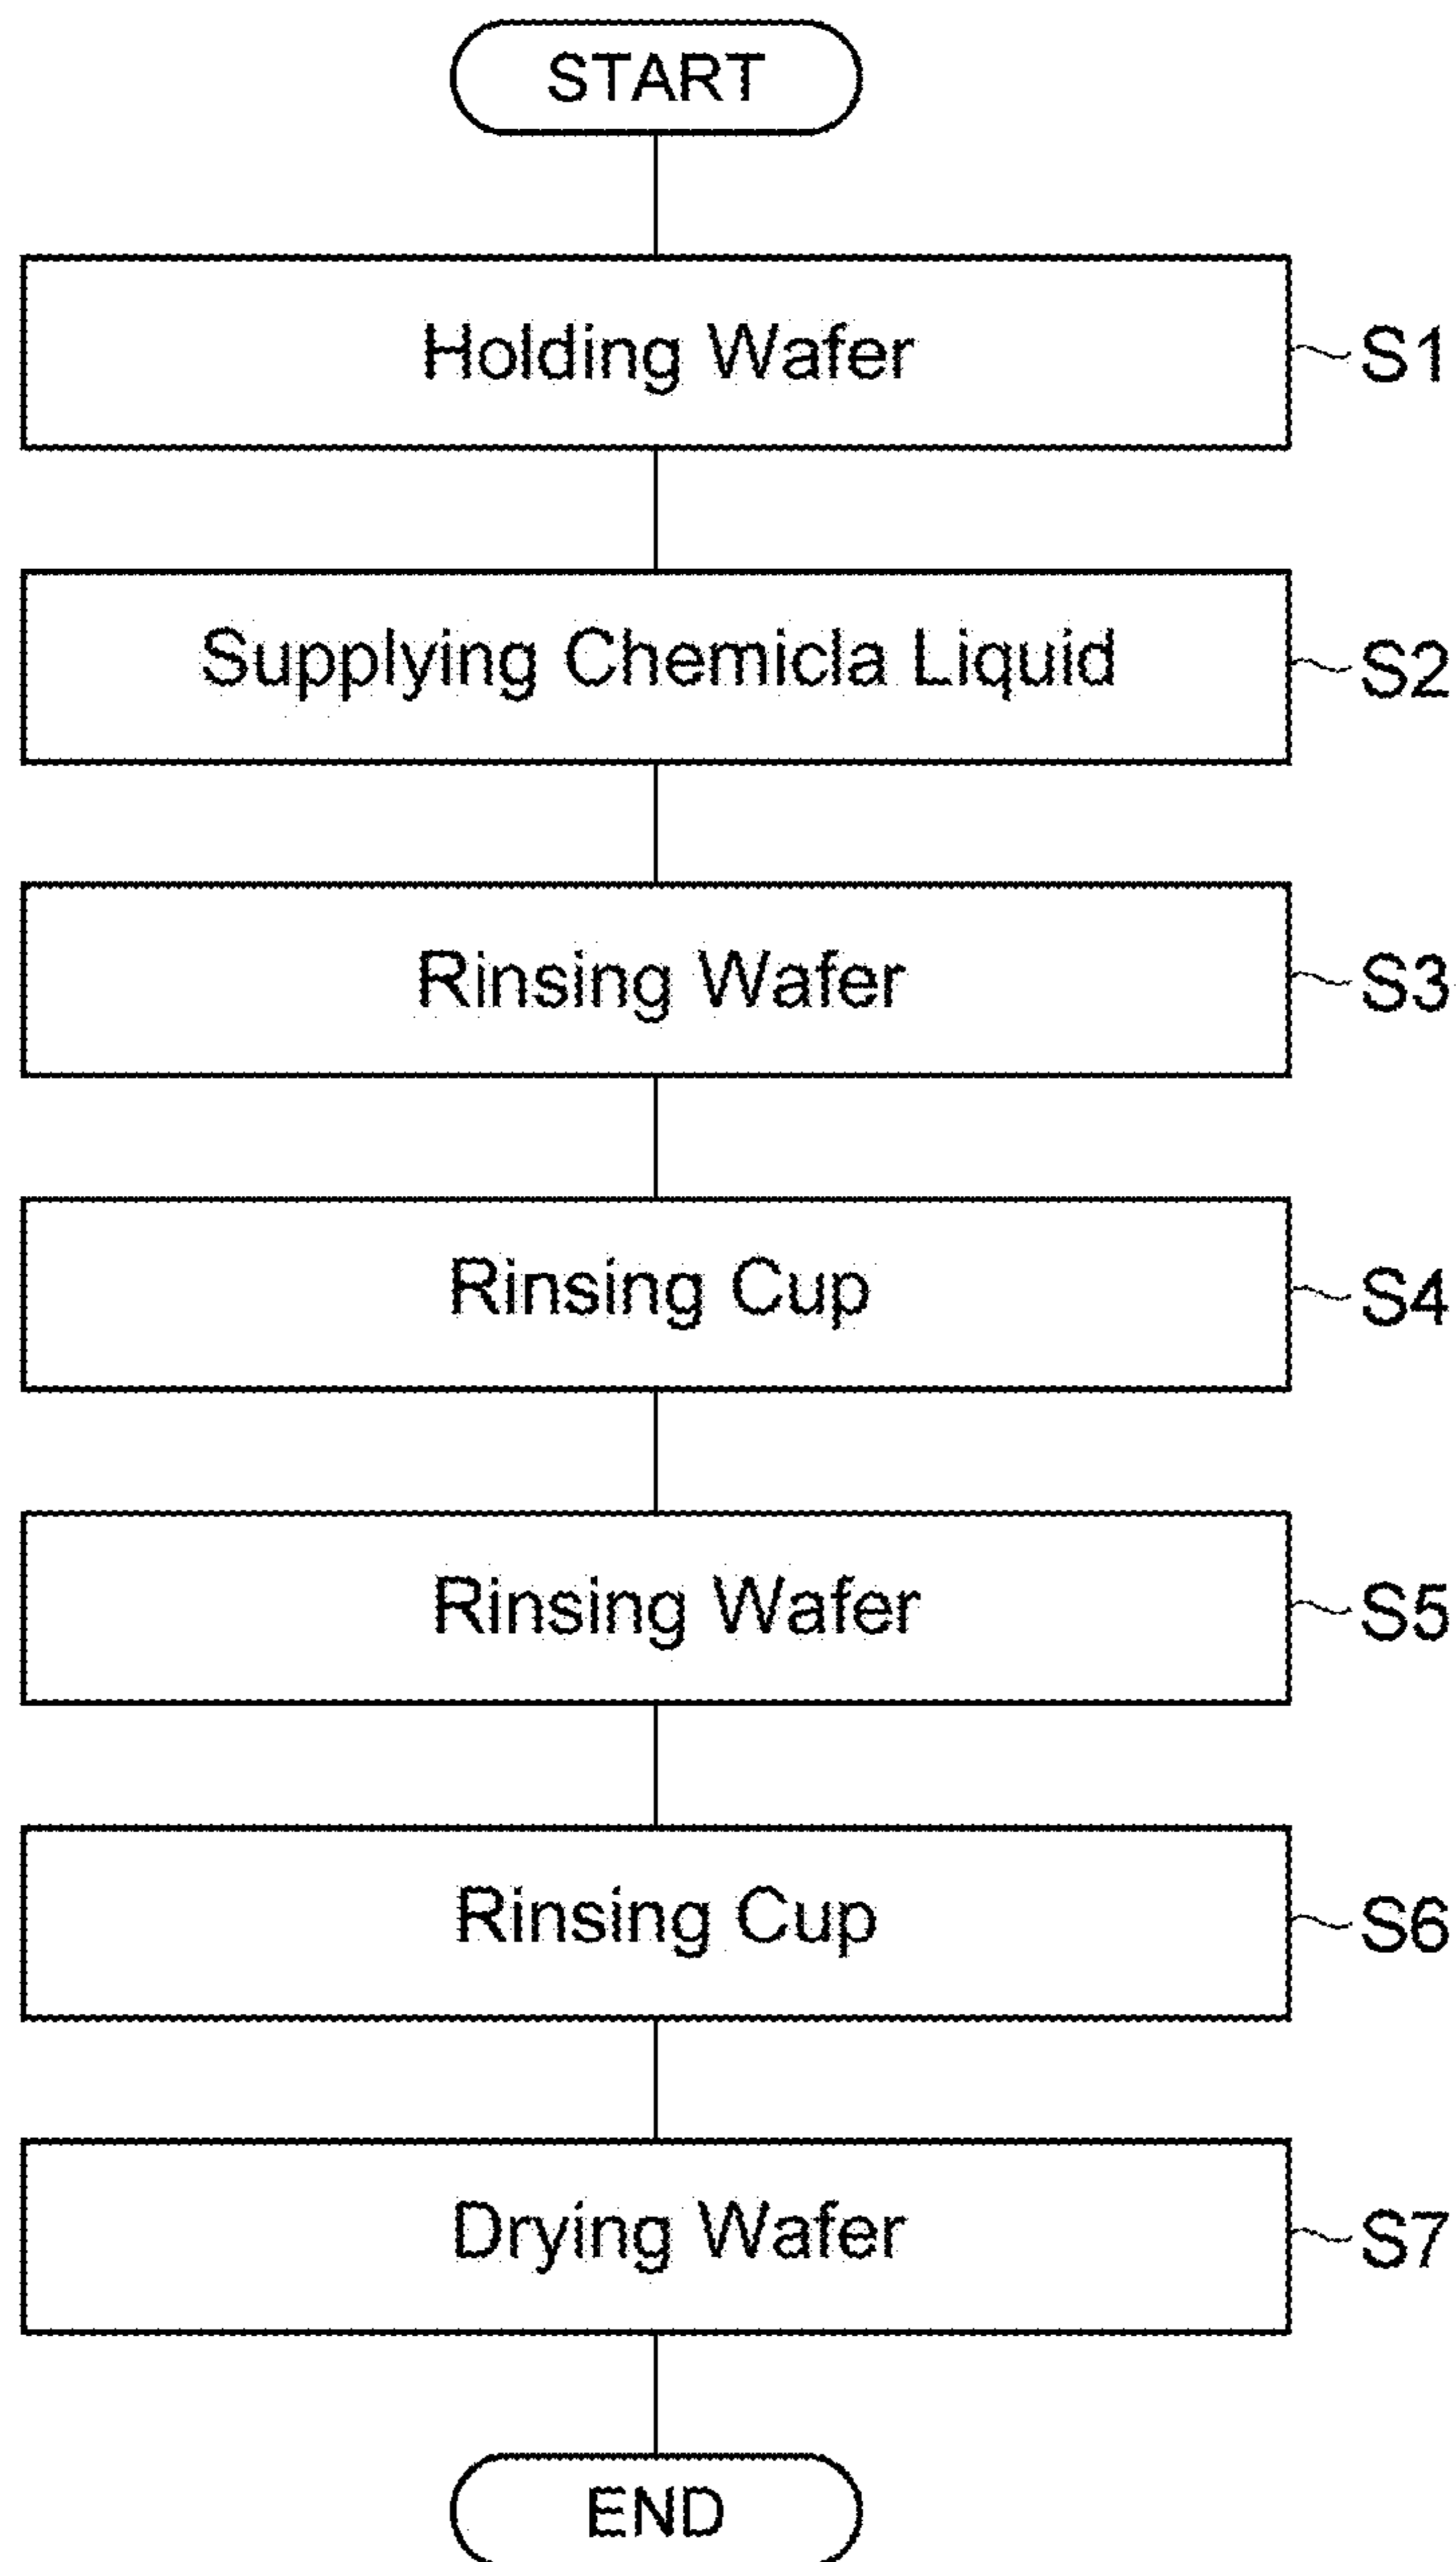 START
Holding Wafer
S1
Supplying Chemicla Liquid
S2
Rinsing Wafer
S3
Rinsing Cup
S4
Rinsing Wafer
S5
Rinsing Cup
S6
Drying Wafer
S7
END